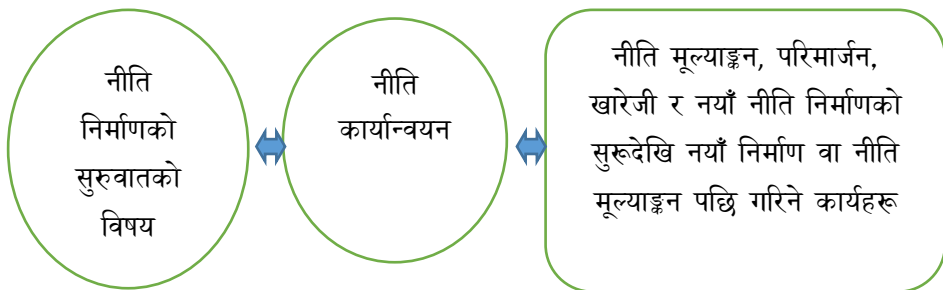 नीति
निर्माणको
सुरुवातको
विषय
नीति
कार्यान्वयन
नीति मूल्याङ्कन, परिमार्जन,
खारेजी र नयाँ नीति निर्माणको
सुरूदेखि नयाँ निर्माण वा नीति
मूल्याङ्कन पछि गरिने कार्यहरू